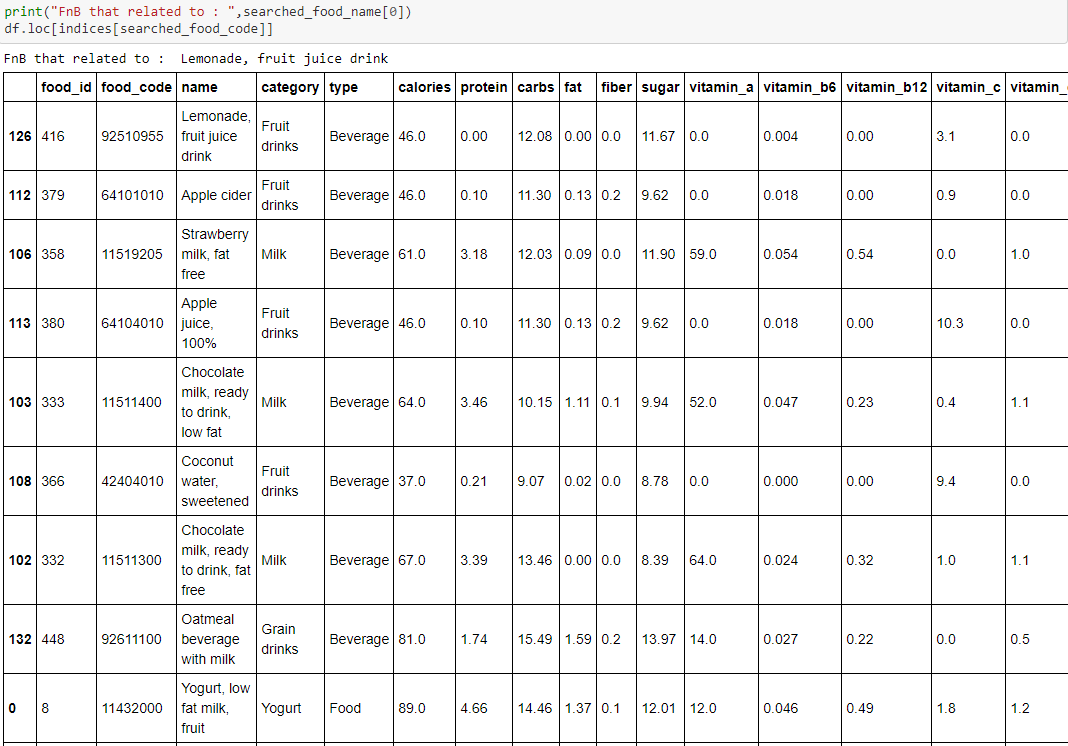 print("FnB that related to : ",searched_food_name[0])
df.loc[indices[searched_food_code]]
FnB that related to :  Lemonade, fruit juice drink
food_id food_code name category type calories protein carbs fat fiber sugar vitamin_a vitamin_b6 vitamin_b12 vitamin_c vitamin_
126 416 92510955 Lemonade, fruit juice drink Fruit drinks Beverage 46.0 0.00 12.08 0.00 0.0 11.67 0.0 0.004 0.00 3.1 0.0
112 379 64101010 Apple cider Fruit drinks Beverage 46.0 0.10 11.30 0.13 0.2 9.62 0.0 0.018 0.00 0.9 0.0
106 358 11519205 Strawberry milk, fat free Milk Beverage 61.0 3.18 12.03 0.09 0.0 11.90 59.0 0.054 0.54 0.0 1.0
113 380 64104010 Apple juice, 100% Fruit drinks Beverage 46.0 0.10 11.30 0.13 0.2 9.62 0.0 0.018 0.00 10.3 0.0
103 333 11511400 Chocolate milk, ready to drink, low fat Milk Beverage 64.0 3.46 10.15 1.11 0.1 9.94 52.0 0.047 0.23 0.4 1.1
108 366 42404010 Coconut water, sweetened Fruit drinks Beverage 37.0 0.21 9.07 0.02 0.0 8.78 0.0 0.000 0.00 9.4 0.0
102 332 11511300 Chocolate milk, ready to drink, fat free Milk Beverage 67.0 3.39 13.46 0.00 0.0 8.39 64.0 0.024 0.32 1.0 1.1
132 448 92611100 Oatmeal beverage with milk Grain drinks Beverage 81.0 1.74 15.49 1.59 0.2 13.97 14.0 0.027 0.22 0.0 0.5
0 8 11432000 Yogurt, low fat milk, fruit Yogurt Food 89.0 4.66 14.46 1.37 0.1 12.01 12.0 0.046 0.49 1.8 1.2